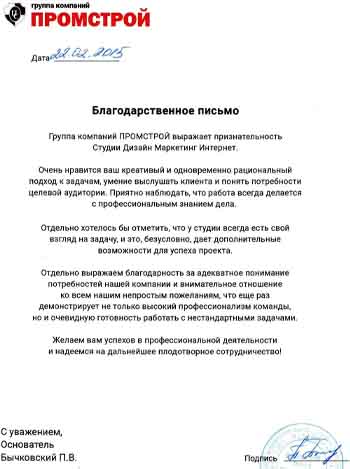 группа компаний
ПРОМСТРОЙ
Дата 22.02.2015
Благодарственное письмо
Группа компаний ПРОМСТРОЙ выражает признательность
Студии Дизайн Маркетинг Интернет.
Очень нравится ваш креативый и одновременно рациональный
подход к задачам, умение выслушать клиента и понять потребности
целевой аудитории. Приятно наблюдать, что работа всегда делается
с профессиональным знанием дела.
Отдельно хотелось бы отметить, что у студии всегда есть свой
взгляд на задачу, и это, безусловно, дает дополнительные
возможности для успеха проекта.
Отдельно выражаем благодарность за адекватное понимание
потребностей нашей компании и внимательное отношение
ко всем нашим непростым пожеланиям, что еще раз
демонстрирует не только высокий профессионализм команды,
но и очевидную готовность работать с нестандартными задачами.
Желаем вам успехов в профессиональной деятельности
и надеемся на дальнейшее плодотворное сотрудничество!
С уважением,
Основатель
Бычковский П.В.
Подпись